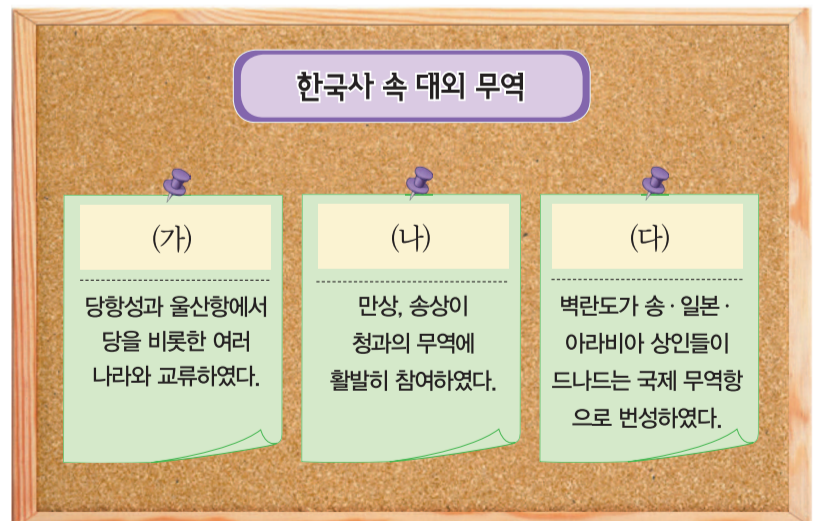 한국사 속 대외 무역
(가)
당항성과 울산항에서
당을 비롯한 여러
나라와 교류하였다.
(나)
만상, 송상이
청과의 무역에
활발히 참여하였다.
(다)
벽란도가 송·일본·
아라비아 상인들이
드나드는 국제 무역항
으로 번성하였다.